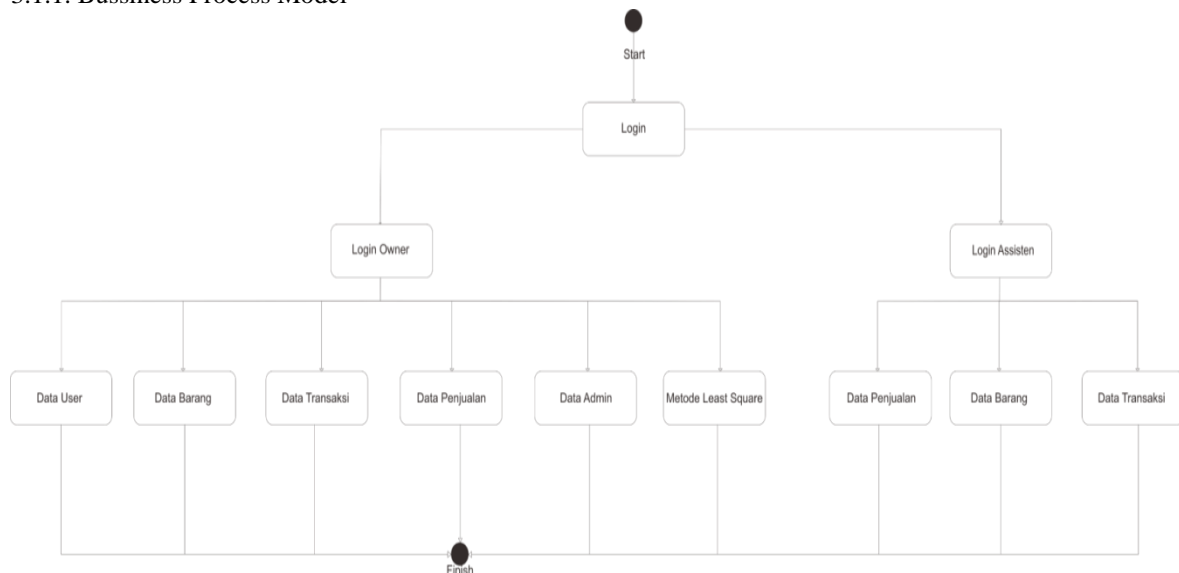 3.1.1. Bussiness Process Model
Start
Login
Login Owner
Login Assisten
Data User
Data Barang
Data Transaksi
Data Penjualan
Data Admin
Metode Least Square
Data Penjualan
Data Barang
Data Transaksi
Finish